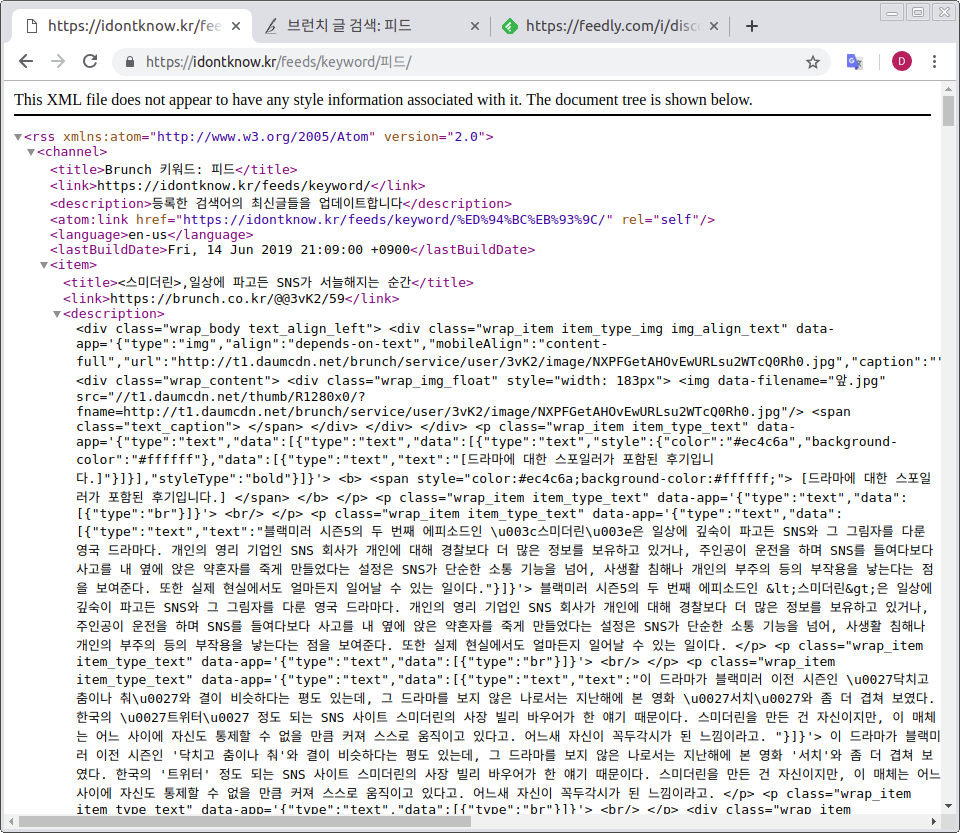 https://idontknow.kr/fee
브런치 글 검색: 피드
https://feedly.com/i/disc
https://idontknow.kr/feeds/keyword/피드/
D
This XML file does not appear to have any style information associated with it. The document tree is shown below.
▼<rss xmlns:atom="http://www.w3.org/2005/Atom" version="2.0">
▼<channel>
<title>Brunch 키워드: 피드</title>
<link>https://idontknow.kr/feeds/keyword/</link>
<description>등록한 검색어의 최신글들을 업데이트합니다</description>
<atom:link href="https://idontknow.kr/feeds/keyword/%ED%94%BC%EB%93%9C/" rel="self"/>
<language>en-us</language>
<lastBuildDate>Fri, 14 Jun 2019 21:09:00 +0900</lastBuildDate>
▼<item>
<title><스미더린>,일상에 파고든 SNS가 서늘해지는 순간</title>
<link>https://brunch.co.kr/@@3vK2/59</link>
▼<description>
<div class="wrap_body text_align_left"> <div class="wrap_item item_type_img img_align_text" data-
app='{"type":"img","align":"depends-on-text","mobileAlign":"content-
full","url":"http://t1.daumcdn.net/brunch/service/user/3vK2/image/NXPFGetAHOvEwURLsu2WTcQ0Rh0.jpg","caption":"'
<div class="wrap_content"> <div class="wrap_img_float" style="width: 183px"> <img data-filename="앞.jpg"
src="//t1.daumcdn.net/thumb/R1280x0/?
fname=http://t1.daumcdn.net/brunch/service/user/3vK2/image/NXPFGetAHOvEwURLsu2WTcQ0Rh0.jpg"/> <span
class="text_caption"> </span> </div> </div> </div> <p class="wrap_item item_type_text" data-
app='{"type":"text","data":[{"type":"text","data":[{"type":"text","style":{"color":"#ec4c6a","background-
color":"#ffffff"},"data":[{"type":"text","text":"[드라마에 대한 스포일러가 포함된 후기입니
다.]"}]}],"styleType":"bold"}]}'> <b> <span style="color:#ec4c6a;background-color:#ffffff;"> [드라마에 대한 스포일
러가 포함된 후기입니다.] </span> </b> </p> <p class="wrap_item item_type_text" data-app='{"type":"text","data":
[{"type":"br"}]}'> <br/> </p> <p class="wrap_item item_type_text" data-app='{"type":"text","data":
[{"type":"text","text":"블랙미러 시즌5의 두 번째 에피소드인 \u003c스미더린\u003e은 일상에 깊숙이 파고든 SNS와 그 그림자를 다룬
영국 드라마다. 개인의 영리 기업인 SNS 회사가 개인에 대해 경찰보다 더 많은 정보를 보유하고 있거나, 주인공이 운전을 하며 SNS를 들여다보다
사고를 내 옆에 앉은 약혼자를 죽게 만들었다는 설정은 SNS가 단순한 소통 기능을 넘어, 사생활 침해나 개인의 부주의 등의 부작용을 낳는다는 점
을 보여준다. 또한 실제 현실에서도 얼마든지 일어날 수 있는 일이다."}]}'> 블랙미러 시즌5의 두 번째 에피소드인 &lt;스미더린&gt;은 일상에
깊숙이 파고든 SNS와 그 그림자를 다룬 영국 드라마다. 개인의 영리 기업인 SNS 회사가 개인에 대해 경찰보다 더 많은 정보를 보유하고 있거나,
주인공이 운전을 하며 SNS를 들여다보다 사고를 내 옆에 앉은 약혼자를 죽게 만들었다는 설정은 SNS가 단순한 소통 기능을 넘어, 사생활 침해나
개인의 부주의 등의 부작용을 낳는다는 점을 보여준다. 또한 실제 현실에서도 얼마든지 일어날 수 있는 일이다. </p> <p class="wrap_item
item_type_text" data-app='{"type":"text","data":[{"type":"br"}]}'> <br/> </p> <p class="wrap_item
item_type_text" data-app='{"type":"text","data":[{"type":"text","text":"이 드라마가 블랙미러 이전 시즌인 \u0027닥치고
춤이나 춰\u0027와 결이 비슷하다는 평도 있는데, 그 드라마를 보지 않은 나로서는 지난해에 본 영화 \u0027서치\u0027와 좀 더 겹쳐 보였다.
한국의 \u0027트위터\u0027 정도 되는 SNS 사이트 스미더린의 사장 빌리 바우어가 한 얘기 때문이다. 스미더린을 만든 건 자신이지만, 이 매체
는 어느 사이에 자신도 통제할 수 없을 만큼 커져 스스로 움직이고 있다고. 어느새 자신이 꼭두각시가 된 느낌이라고. "}]}'> 이 드라마가 블랙미
러 이전 시즌인 '닥치고 춤이나 춰'와 결이 비슷하다는 평도 있는데, 그 드라마를 보지 않은 나로서는 지난해에 본 영화 '서치'와 좀 더 겹쳐 보
였다. 한국의 '트위터' 정도 되는 SNS 사이트 스미더린의 사장 빌리 바우어가 한 얘기 때문이다. 스미더린을 만든 건 자신이지만, 이 매체는 어느
사이에 자신도 통제할 수 없을 만큼 커져 스스로 움직이고 있다고. 어느새 자신이 꼭두각시가 된 느낌이라고. </p> <p class="wrap_item
item_type_text" data-app='{"type":"text","data":[{"type":"br"}]}'> <br/> </p> <div class="wrap_item